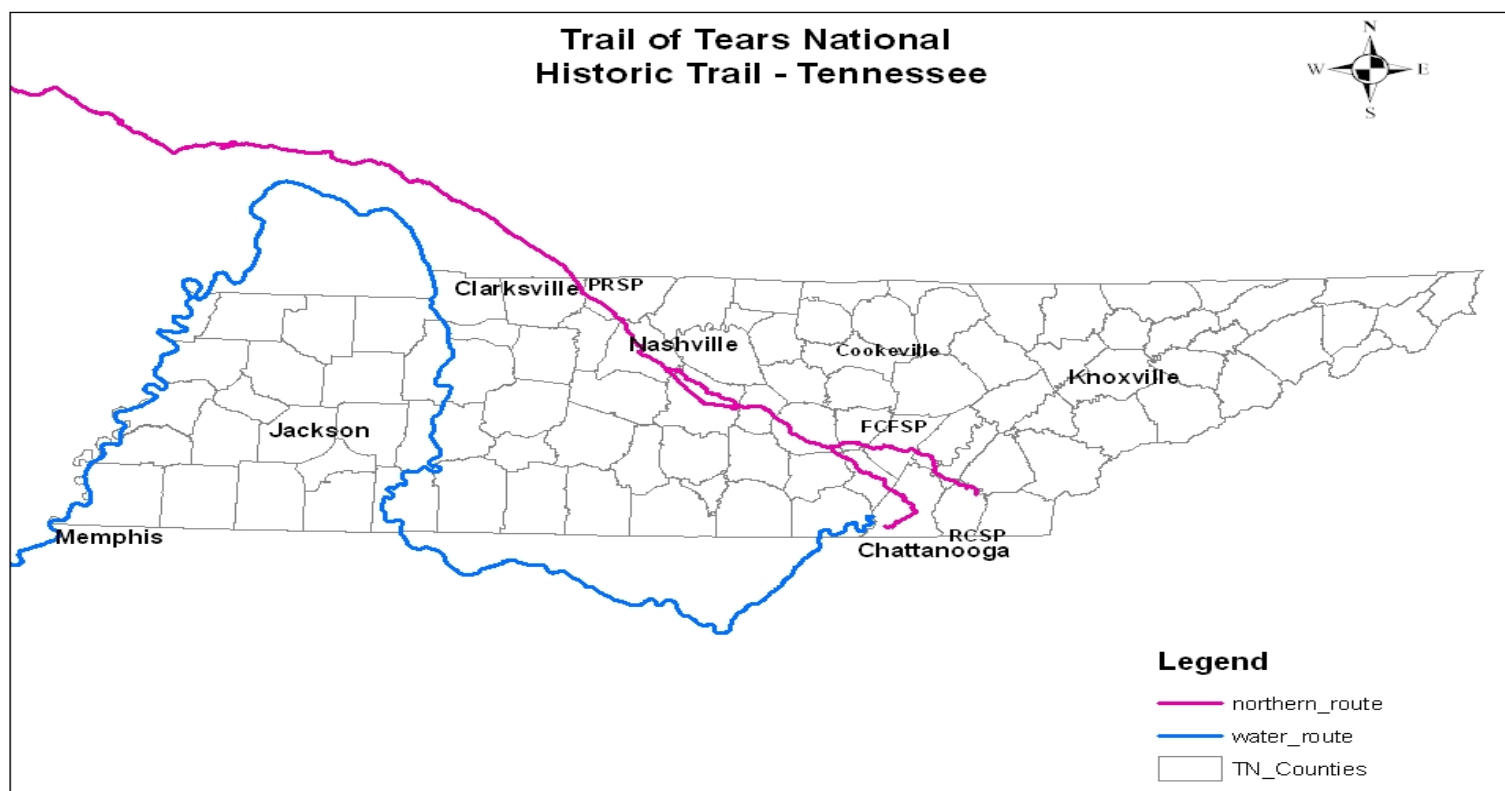 Trail of Tears National
Historic Trail - Tennessee
N
W E
S
Clarksville PRSP
Nashville
Cookeville
Knoxville
Jackson
FCFSP
Memphis
RCSP
Chattanooga
Legend
northern_route
water_route
TN_Counties